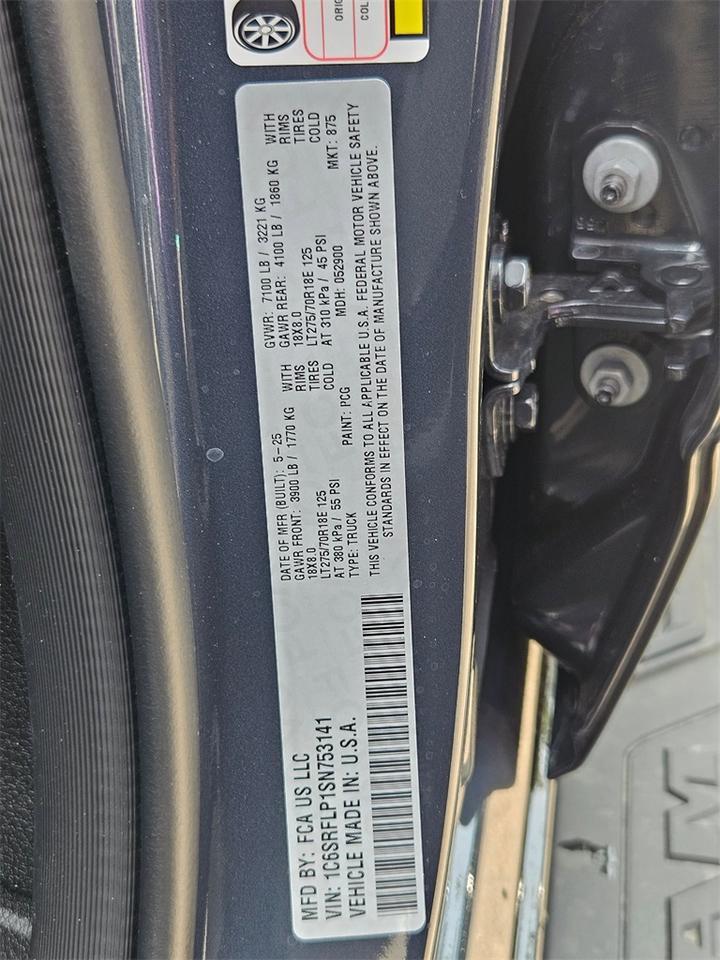 MFD BY: FCA US LLC
VIN: 1C6SRFLP1SN753141
VEHICLE MADE IN: U.S.A.
DATE OF MFR (BUILT): 5-25
GVWR: 7100 LB / 3221 KG
GAWR FRONT: 3900 LB / 1770 KG WITH
GAWR REAR: 4100 LB / 1860 KG WITH
18X8.0 RIMS
18X8.0 RIMS
LT275/70R18E 125 TIRES
LT275/70R18E 125 TIRES
AT 380 kPa / 55 PSI COLD
AT 310 kPa / 45 PSI COLD
TYPE: TRUCK
PAINT: PCG
MDH: 052900
MKT: 875
THIS VEHICLE CONFORMS TO ALL APPLICABLE U.S.A. FEDERAL MOTOR VEHICLE SAFETY
STANDARDS IN EFFECT ON THE DATE OF MANUFACTURE SHOWN ABOVE.